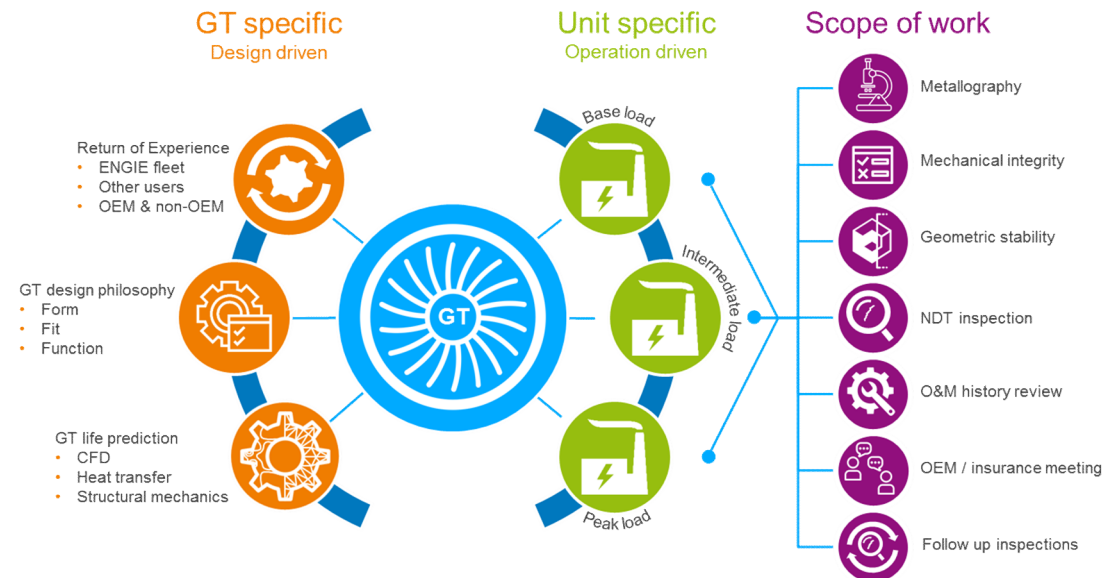 GT specific
Design driven
Return of Experience
• ENGIE fleet
• Other users
• OEM & non-OEM
GT design philosophy
• Form
• Fit
• Function
GT life prediction
• CFD
• Heat transfer
• Structural mechanics
GT
Unit specific
Operation driven
Base load
Intermediate load
Peak load
Scope of work
Metallography
Mechanical integrity
Geometric stability
NDT inspection
O&M history review
OEM / insurance meeting
Follow up inspections